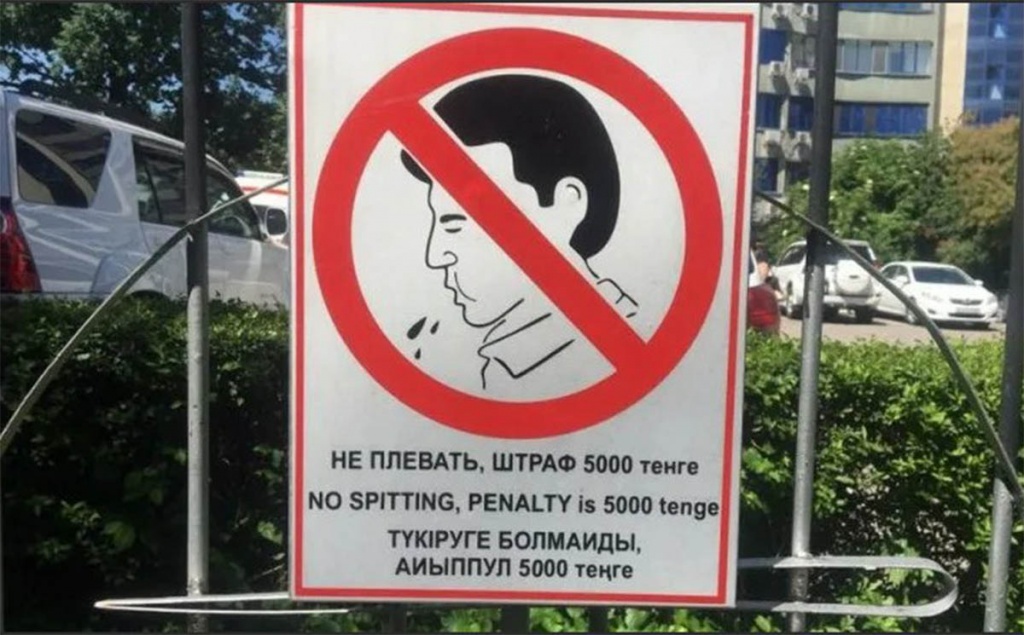 НЕ ПЛЕВАТЬ, ШТРАФ 5000 тенге
NO SPITTING, PENALTY is 5000 tenge
ТҮКІРУГЕ БОЛМАИДЫ,
АИЫППУЛ 5000 теңге